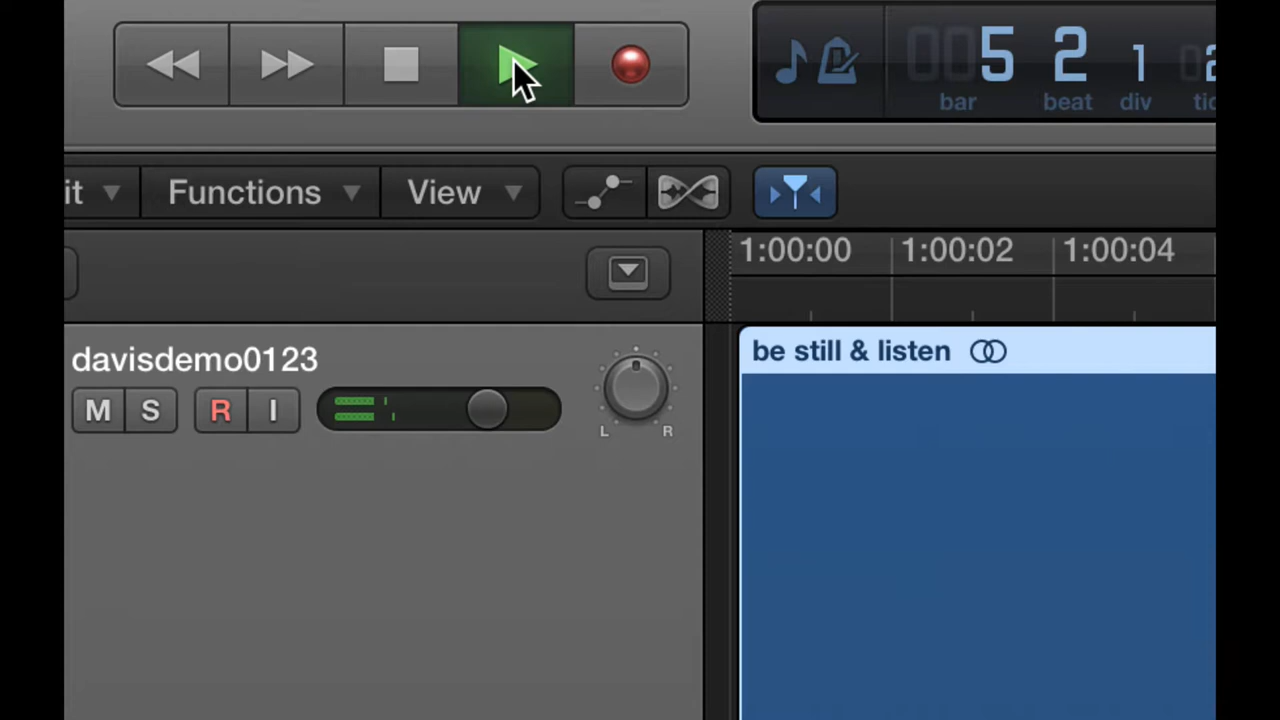 005 2 1
bar beat div
it Functions View
1:00:00 1:00:02 1:00:04
davisdemo0123
be still & listen
M S R I
L R